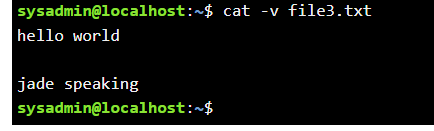 sysadmin@localhost:~$ cat -v file3.txt
hello world
jade speaking
sysadmin@localhost:~$